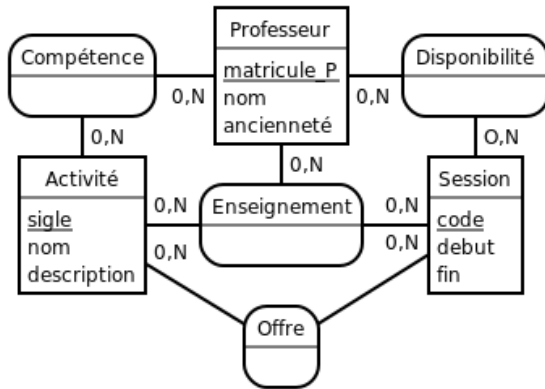 Professeur
Compétence
Disponibilité
matricule_P
nom
ancienneté
0,N
0,N
0,N
O,N
0,N
Activité
Session
Enseignement
sigle
nom
description
0,N
0,N
0,N
0,N
code
debut
fin
Offre